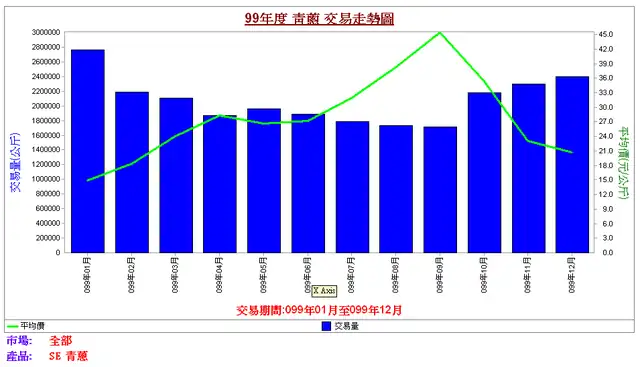 99年度 青蔥 交易走勢圖
3000000
2800000
2600000
2400000
2200000
2000000
1800000
1600000
1400000
1200000
1000000
800000
600000
400000
200000
0
交易量(公斤)
45.0
42.0
39.0
36.0
33.0
30.0
27.0
24.0
21.0
18.0
15.0
12.0
9.0
6.0
3.0
0.0
平均價(元/公斤)
099年01月
099年02月
099年03月
099年04月
099年05月
099年06月
099年07月
099年08月
099年09月
099年10月
099年11月
099年12月
X Axis
交易期間:099年01月至099年12月
平均價
交易量
市場: 全部
產品: SE 青蔥